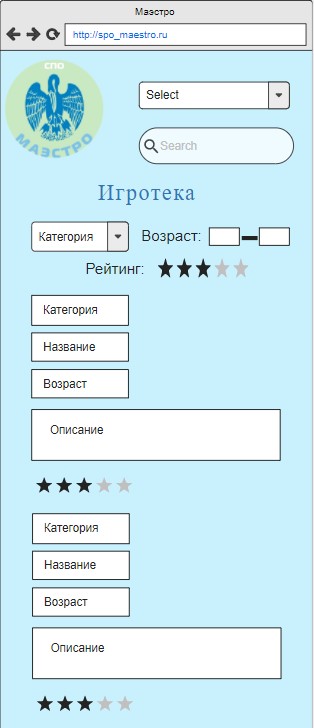 Маэстро
http://spo_maestro.ru
СПО
МАЭСТРО
Select
Search
Игротека
Категория
Возраст:
Рейтинг:
Категория
Название
Возраст
Описание
Категория
Название
Возраст
Описание